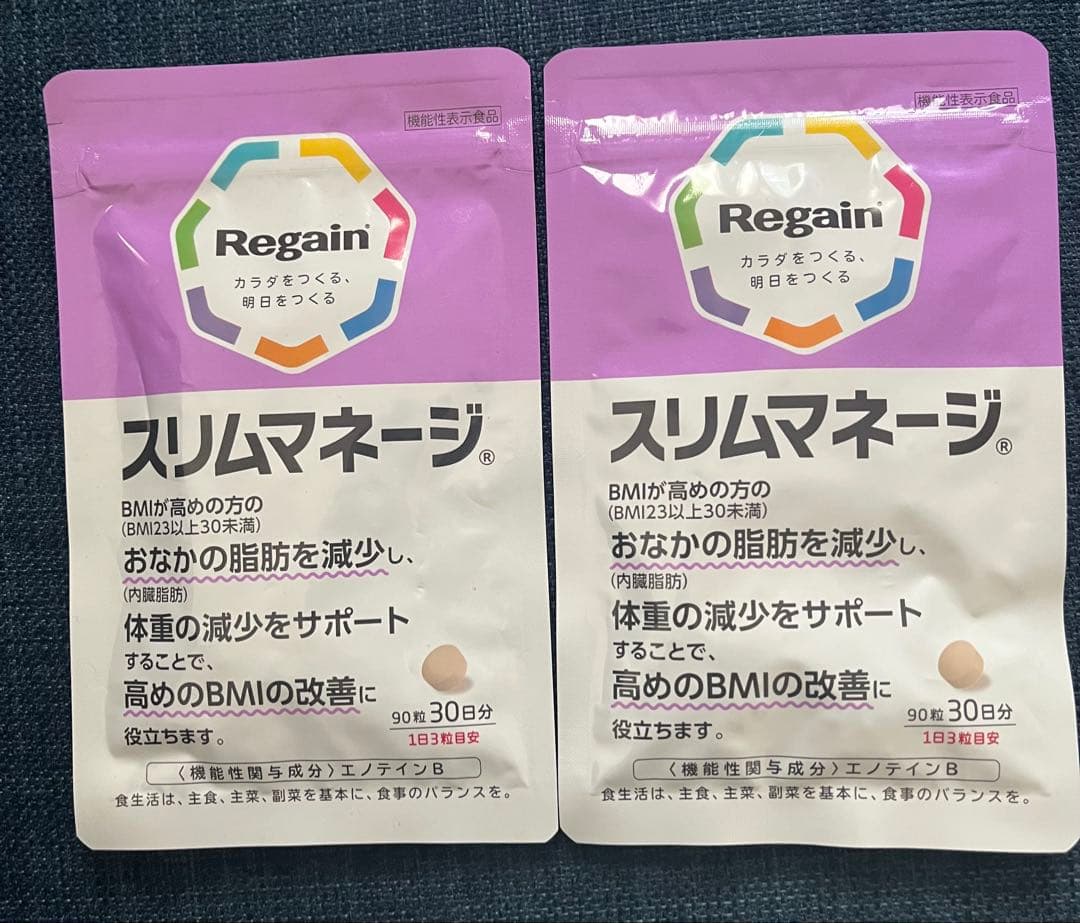 機能性表示食品
Regain
カラダをつくる、
明日をつくる
スリムマネージ®
BMIが高めの方の
(BMI23以上30未満)
おなかの脂肪を減少し、
(内臓脂肪)
体重の減少をサポート
することで、
高めのBMIの改善に
役立ちます。
90粒30日分
1日3粒目安
〈機能性関与成分〉エノテインB
食生活は、主食、主菜、副菜を基本に、食事のバランスを。
機能性表示食品
Regain
カラダをつくる、
明日をつくる
スリムマネージ®
BMIが高めの方の
(BMI23以上30未満)
おなかの脂肪を減少し、
(内臓脂肪)
体重の減少をサポート
することで、
高めのBMIの改善に
役立ちます。
90粒30日分
1日3粒目安
〈機能性関与成分〉エノテインB
食生活は、主食、主菜、副菜を基本に、食事のバランスを。